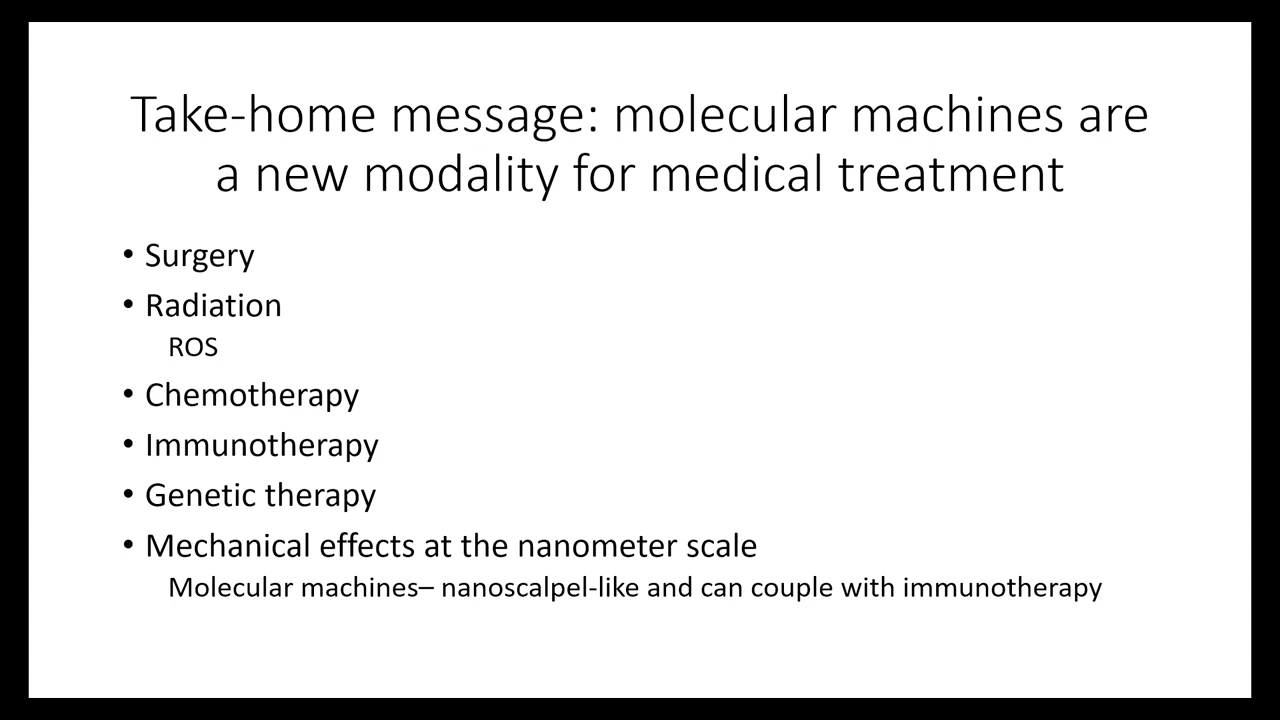 Take-home message: molecular machines are
a new modality for medical treatment
• Surgery
• Radiation
ROS
• Chemotherapy
• Immunotherapy
• Genetic therapy
• Mechanical effects at the nanometer scale
Molecular machines– nanoscalpel-like and can couple with immunotherapy